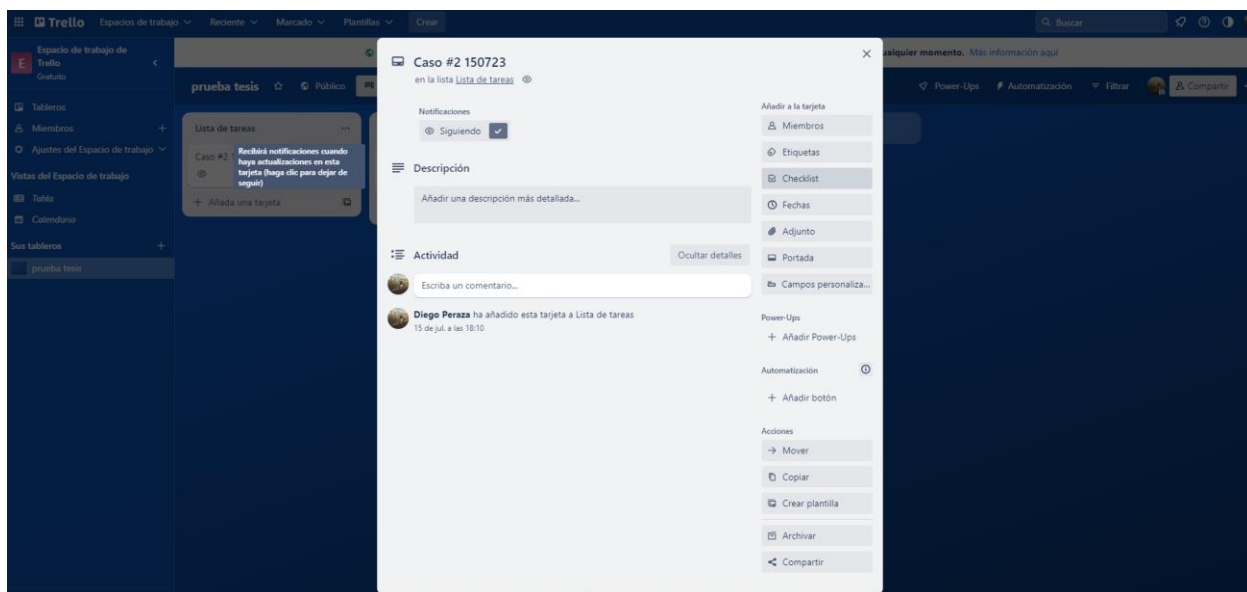 Trello
Espacios de trabajo
Reciente
Marcado
Plantillas
Crear
Buscar
E
Espacio de trabajo de
Trello
Gratuito
Tableros
Miembros
Ajustes del Espacio de trabajo
Vistas del Espacio de trabajo
Tabla
Calendario
Sus tableros
prueba tesis
ualquier momento. Más información aquí
prueba tesis
Público
Power-Ups
Automatización
Filtrar
Compartir
Lista de tareas
Caso #2 1
Recibirá notificaciones cuando
haya actualizaciones en esta
tarjeta (haga clic para dejar de
seguir)
+ Añada una tarjeta
Caso #2 150723
en la lista Lista de tareas
Notificaciones
Siguiendo
Descripción
Añadir una descripción más detallada...
Actividad
Ocultar detalles
Escriba un comentario...
Diego Peraza ha añadido esta tarjeta a Lista de tareas
15 de jul. a las 18:10
Añadir a la tarjeta
Miembros
Etiquetas
Checklist
Fechas
Adjunto
Portada
Campos personaliza...
Power-Ups
+ Añadir Power-Ups
Automatización
+ Añadir botón
Acciones
Mover
Copiar
Crear plantilla
Archivar
Compartir